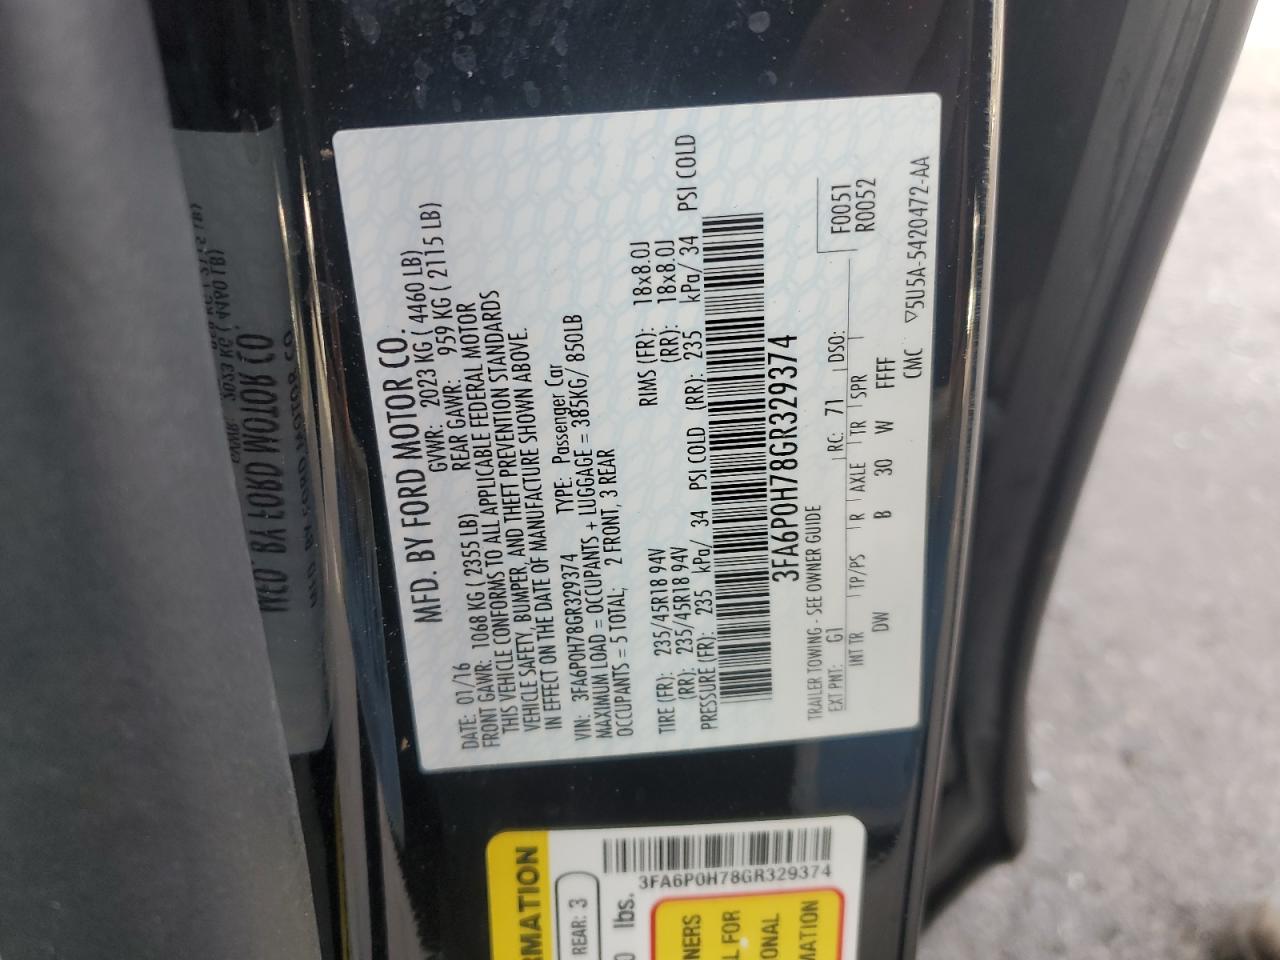 MFD. BY FORD MOTOR CO.
DATE: 01/16 GVWR: 2023 KG ( 4460 LB)
FRONT GAWR: 1068 KG ( 2355 LB) REAR GAWR: 959 KG ( 2115 LB)
THIS VEHICLE CONFORMS TO ALL APPLICABLE FEDERAL MOTOR
VEHICLE SAFETY, BUMPER, AND THEFT PREVENTION STANDARDS
IN EFFECT ON THE DATE OF MANUFACTURE SHOWN ABOVE.
VIN: 3FA6P0H78GR329374 TYPE: Passenger Car
MAXIMUM LOAD = OCCUPANTS + LUGGAGE = 385KG/ 850LB
OCCUPANTS = 5 TOTAL: 2 FRONT, 3 REAR
TIRE (FR): 235/45R18 94V RIMS (FR): 18x8.0J
(RR): 235/45R18 94V (RR): 18x8.0J
PRESSURE (FR): 235 kPa/ 34 PSI COLD (RR): 235 kPa/ 34 PSI COLD
3FA6P0H78GR329374
TRAILER TOWING - SEE OWNER GUIDE F0051
EXT PNT: G1 RC: 71 DSO: R0052
INT TR TP/PS R AXLE TR SPR
DW B 30 W FFFF
CMC ▽5U5A-5420472-AA
RMATION
REAR: 3
0 lbs.
3FA6P0H78GR329374
NERS
L FOR
ONAL
MATION